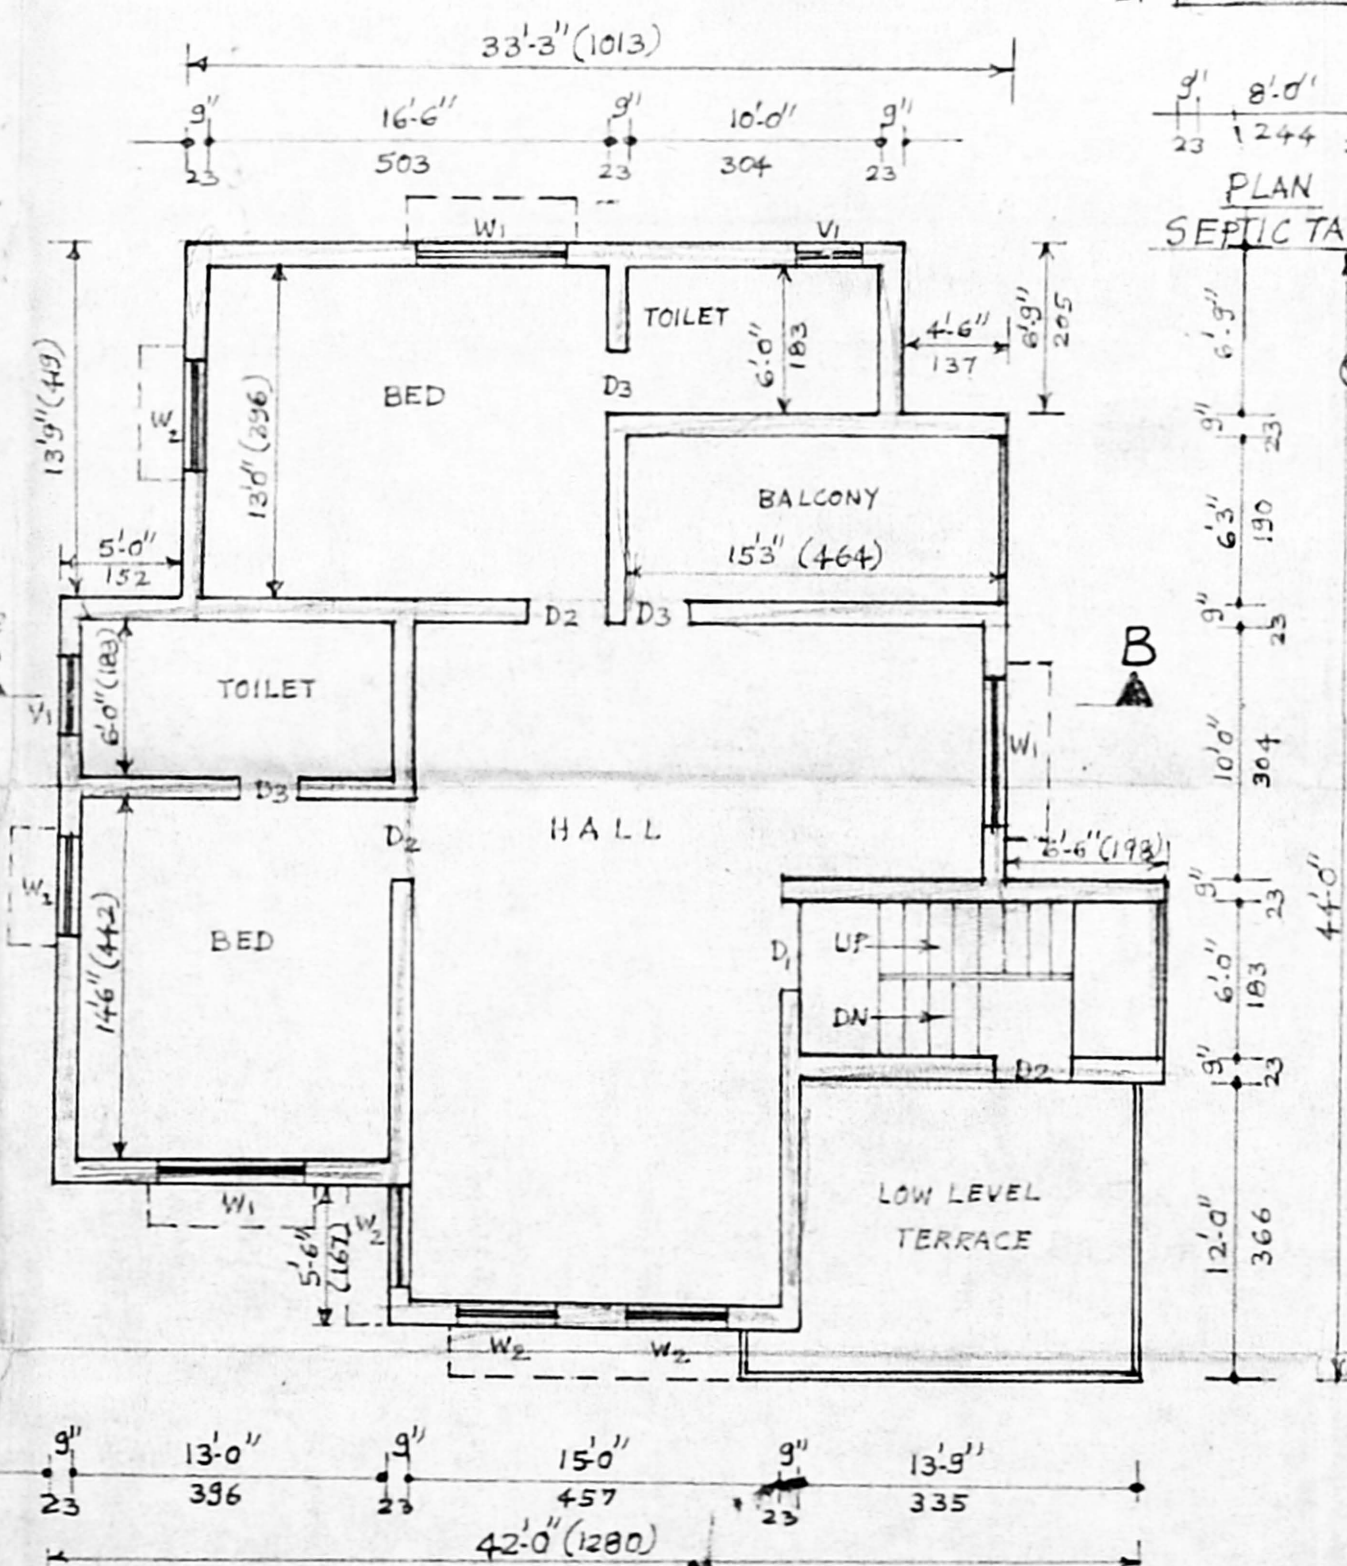 33'-3"(1013)
9" 16'-6" 9" 10'-0" 9"
23 503 23 304 23
9" 8'-0"
23 244
PLAN
SEPTIC TA
W1 V1
13'9"(419)
TOILET
6'-0"
183
4'-6"
137
6'-9"
205
6'-9"
BED
D3
W2
13'0"(396)
9"
23
BALCONY
15'3" (464)
6'3"
190
5'-0"
152
D2 D3
9"
23
TOILET
6'-0"(183)
V1
B
W1
10'0"
304
D3
D2
HALL
6'-6"(198)
W2
9"
23
BED
14'6"(442)
D1
UP
DN
6'-0"
183
44'-0"
D2
9"
23
LOW LEVEL
TERRACE
12'-0"
366
W1
5'-6"
(167)
W2
W2 W2
9" 13'-0" 9" 15'-0" 9" 13-9"
23 396 23 457 23 335
42'-0"(1280)